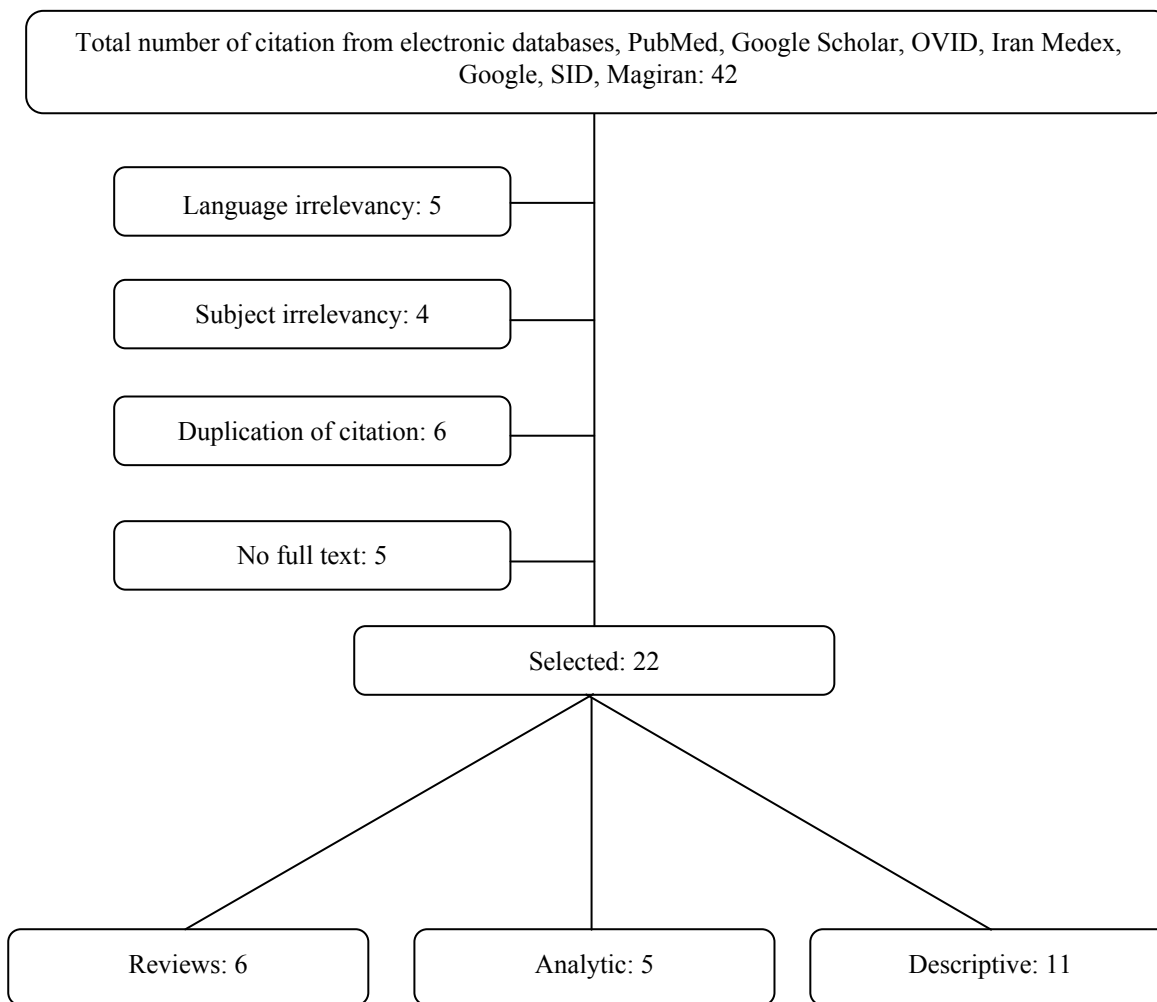 Total number of citation from electronic databases, PubMed, Google Scholar, OVID, Iran Medex,
Google, SID, Magiran: 42
Language irrelevancy: 5
Subject irrelevancy: 4
Duplication of citation: 6
No full text: 5
Selected: 22
Reviews: 6
Analytic: 5
Descriptive: 11